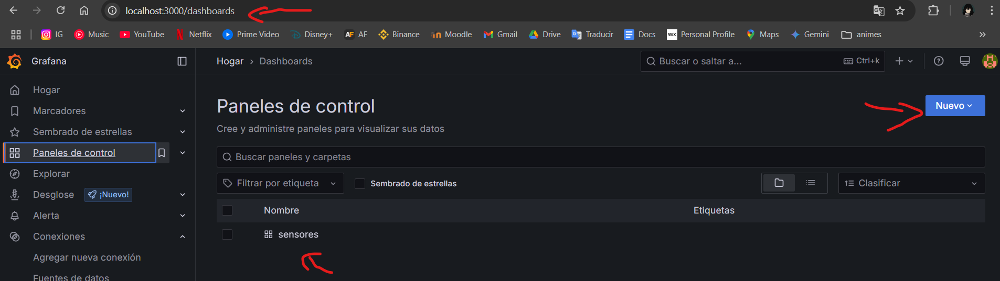 localhost:3000/dashboards
IG Music YouTube Netflix Prime Video Disney+ AF AF Binance Moodle Gmail Drive Traducir Docs WIX Personal Profile Maps Gemini animes »
Grafana
Hogar › Dashboards
Buscar o saltar a... Ctrl+k
Hogar
Marcadores
Sembrado de estrellas
Paneles de control
Explorar
Desglose ¡Nuevo!
Alerta
Conexiones
Agregar nueva conexión
Fuentes de datos
Paneles de control
Nuevo
Cree y administre paneles para visualizar sus datos
Buscar paneles y carpetas
Filtrar por etiqueta Sembrado de estrellas Clasificar
Nombre Etiquetas
sensores